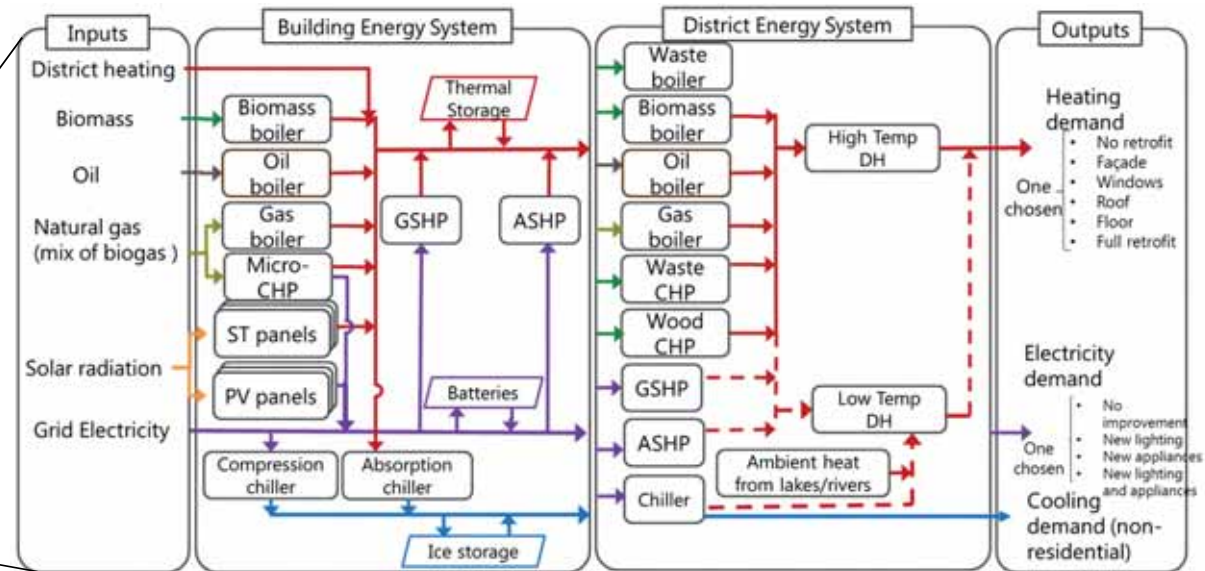 Inputs
District heating
Biomass
Oil
Natural gas
(mix of biogas )
Solar radiation
Grid Electricity
Building Energy System
Biomass
boiler
Oil
boiler
Gas
boiler
Micro-
CHP
ST panels
PV panels
Thermal
Storage
GSHP
ASHP
Batteries
Compression
chiller
Absorption
chiller
Ice storage
District Energy System
Waste
boiler
Biomass
boiler
Oil
boiler
Gas
boiler
Waste
CHP
Wood
CHP
GSHP
ASHP
Chiller
High Temp
DH
Low Temp
DH
Ambient heat
from lakes/rivers
Outputs
Heating
demand
One
chosen
• No retrofit
• Façade
• Windows
• Roof
• Floor
• Full retrofit
Electricity
demand
One
chosen
• No
improvement
• New lighting
• New appliances
• New lighting
and appliances
Cooling
demand (non-
residential)